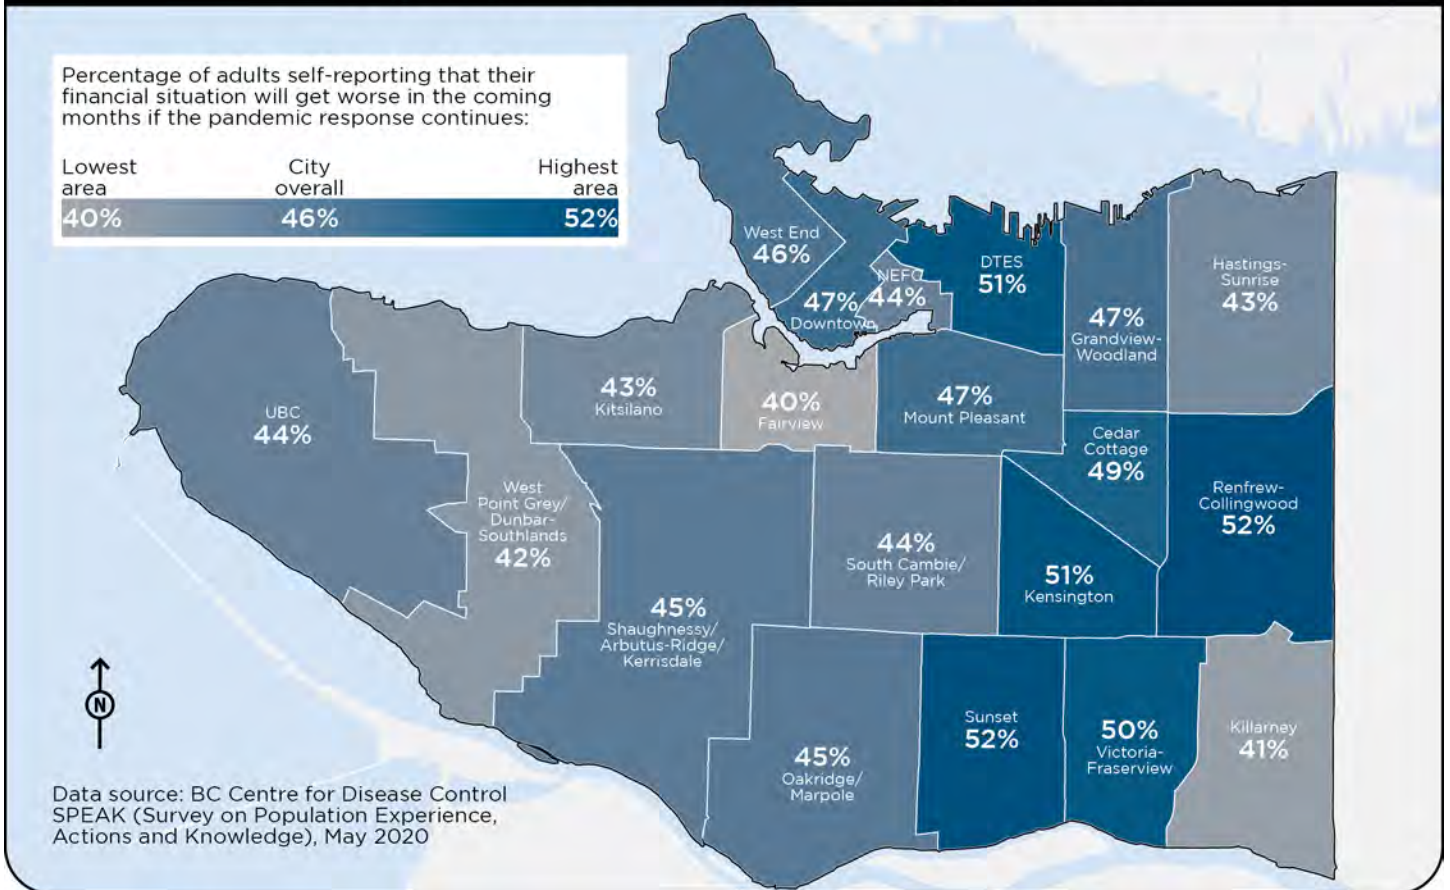 Percentage of adults self-reporting that their
financial situation will get worse in the coming
months if the pandemic response continues:
Lowest
area
City
overall
Highest
area
40%
46%
52%
West End
46%
47%
Downtown
NEFC
44%
DTES
51%
47%
Grandview-
Woodland
Hastings-
Sunrise
43%
UBC
44%
43%
Kitsilano
40%
Fairview
47%
Mount Pleasant
Cedar
Cottage
49%
Renfrew-
Collingwood
52%
West
Point Grey/
Dunbar-
Southlands
42%
44%
South Cambie/
Riley Park
51%
Kensington
45%
Shaughnessy/
Arbutus-Ridge/
Kerrisdale
45%
Oakridge/
Marpole
Sunset
52%
50%
Victoria-
Fraserview
Killarney
41%
N
Data source: BC Centre for Disease Control
SPEAK (Survey on Population Experience,
Actions and Knowledge), May 2020